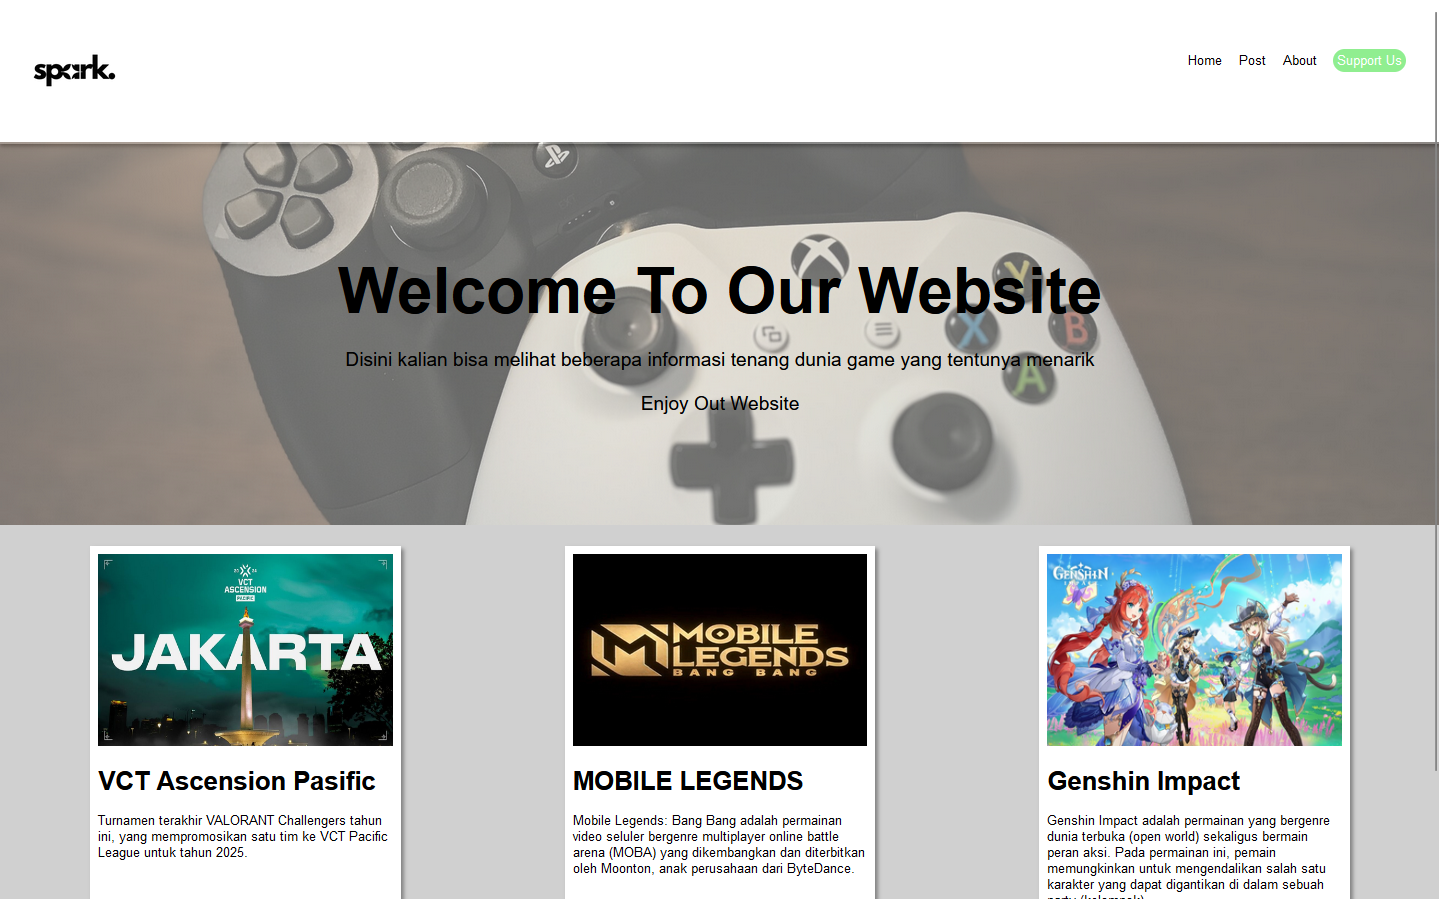 spark.
Home Post About Support Us
Welcome To Our Website
Disini kalian bisa melihat beberapa informasi tenang dunia game yang tentunya menarik
Enjoy Out Website
X
Y
X
B
A
VCT
ASCENSION
PACIFIC
JAKARTA
VCT Ascension Pasific
Turnamen terakhir VALORANT Challengers tahun
ini, yang mempromosikan satu tim ke VCT Pacific
League untuk tahun 2025.
MOBILE
LEGENDS
BANG BANG
MOBILE LEGENDS
Mobile Legends: Bang Bang adalah permainan
video seluler bergenre multiplayer online battle
arena (MOBA) yang dikembangkan dan diterbitkan
oleh Moonton, anak perusahaan dari ByteDance.
GENSHIN
IMPACT
Genshin Impact
Genshin Impact adalah permainan yang bergenre
dunia terbuka (open world) sekaligus bermain
peran aksi. Pada permainan ini, pemain
memungkinkan untuk mengendalikan salah satu
karakter yang dapat digantikan di dalam sebuah
party (kelompok)